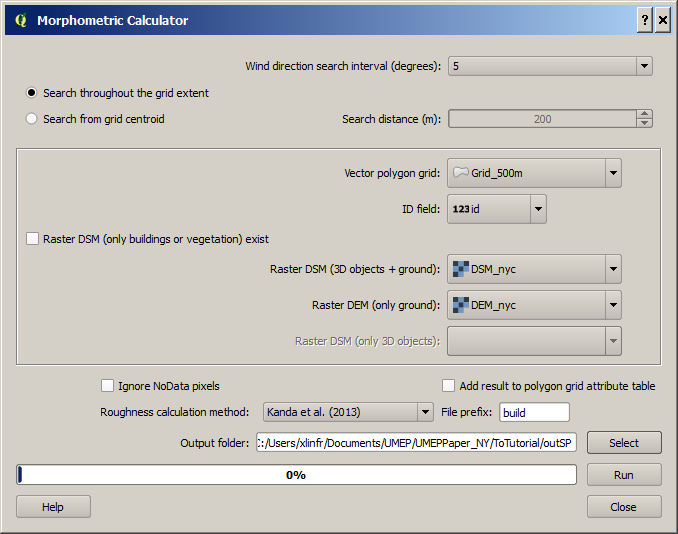 Morphometric Calculator
Wind direction search interval (degrees): 5
Search throughout the grid extent
Search from grid centroid Search distance (m): 200
Vector polygon grid: Grid_500m
ID field: 123 id
Raster DSM (only buildings or vegetation) exist
Raster DSM (3D objects + ground): DSM_nyc
Raster DEM (only ground): DEM_nyc
Raster DSM (only 3D objects):
Ignore NoData pixels Add result to polygon grid attribute table
Roughness calculation method: Kanda et al. (2013) File prefix: build
Output folder: C:/Users/xlinfr/Documents/UMEP/UMEPPaper_NY/ToTutorial/outSP Select
0% Run
Help Close